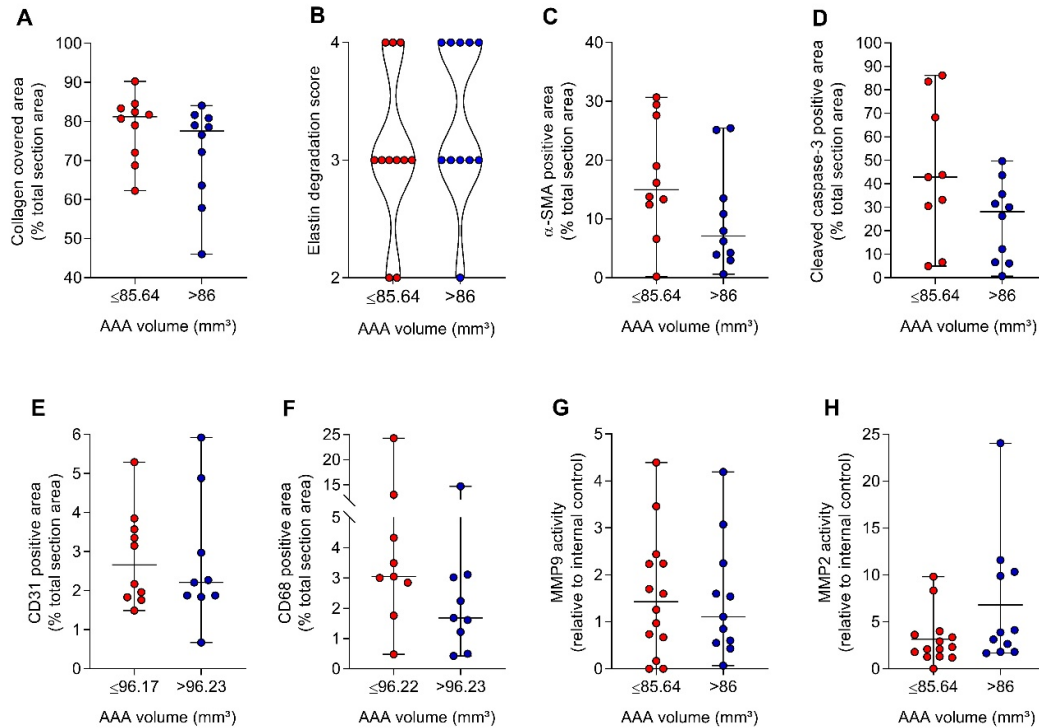 A
Collagen covered area
(% total section area)
100
90
80
70
60
50
40
≤85.64 >86
AAA volume (mm³)
B
Elastin degradation score
4
3
2
≤85.64 >86
AAA volume (mm³)
C
α-SMA positive area
(% total section area)
40
30
20
10
0
≤85.64 >86
AAA volume (mm³)
D
Cleaved caspase-3 positive area
(% total section area)
100
90
80
70
60
50
40
30
20
10
0
≤85.64 >86
AAA volume (mm³)
E
CD31 positive area
(% total section area)
6
5
4
3
2
1
0
≤96.17 >96.23
AAA volume (mm³)
F
CD68 positive area
(% total section area)
25
20
15
10
5
4
3
2
1
0
≤96.22 >96.23
AAA volume (mm³)
G
MMP9 activity
(relative to internal control)
5
4
3
2
1
0
≤85.64 >86
AAA volume (mm³)
H
MMP2 activity
(relative to internal control)
25
20
15
10
5
0
≤85.64 >86
AAA volume (mm³)